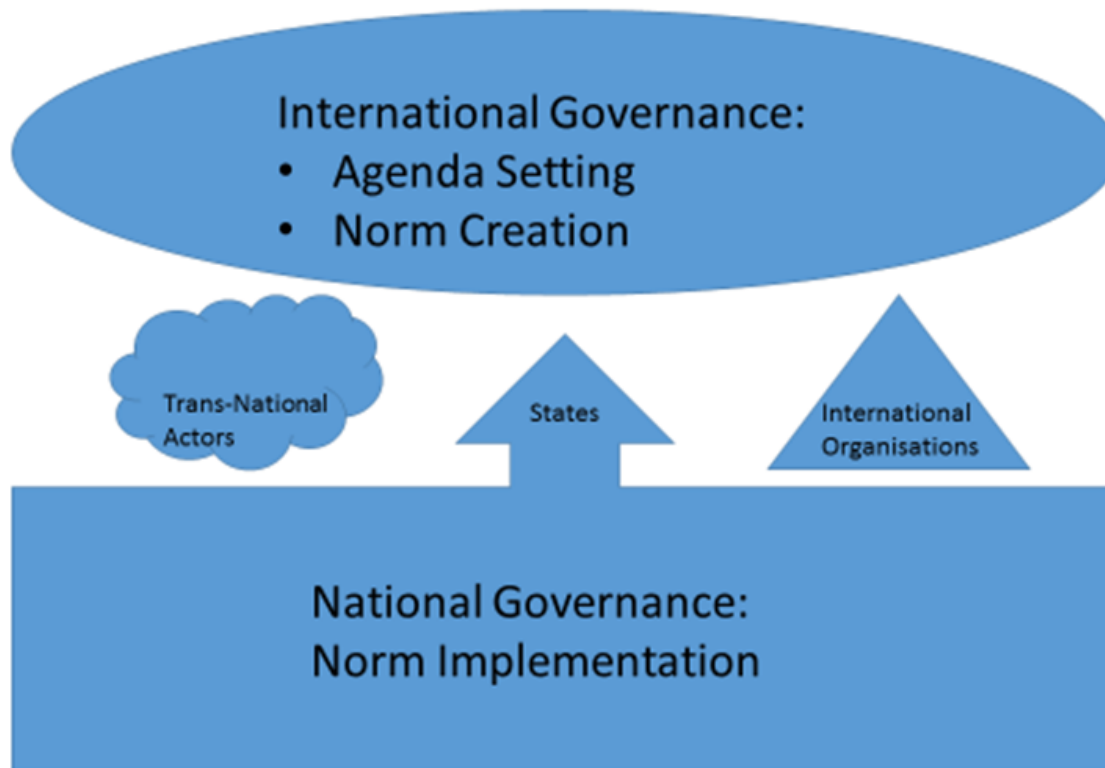 International Governance:
• Agenda Setting
• Norm Creation
Trans-National
Actors
States
International
Organisations
National Governance:
Norm Implementation